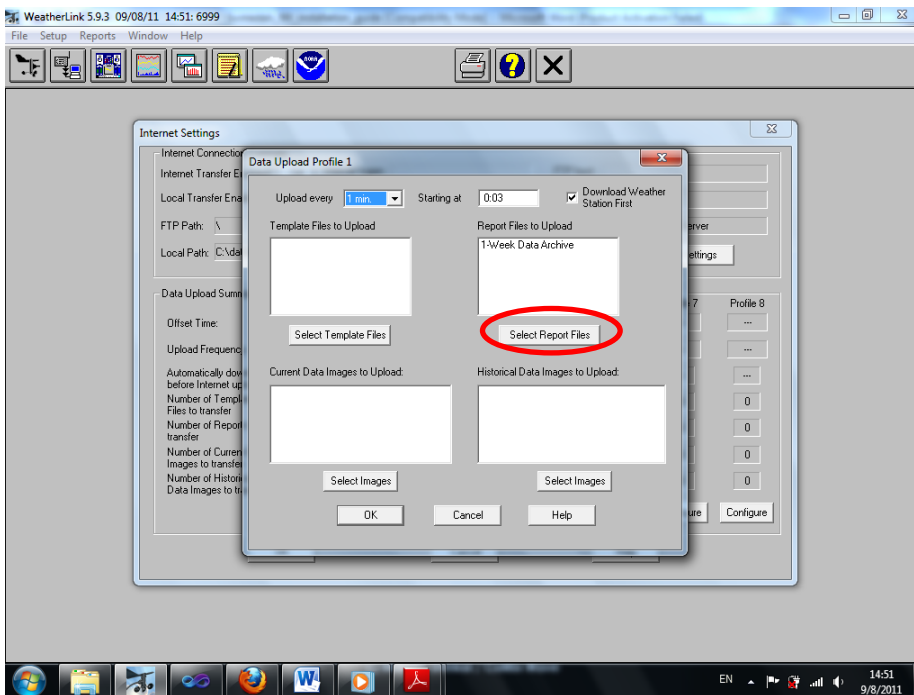 WeatherLink 5.9.3 09/08/11 14:51: 6999
File Setup Reports Window Help
NOAA
Internet Settings
Internet Connection
Internet Transfer E
Local Transfer Ena
FTP Path: \
erver
Local Path: C:\da
ettings
Data Upload Summ
7 Profile 8
Offset Time: ---
Upload Frequenc ---
Automatically dow
before Internet up ---
Number of Templ
Files to transfer 0
Number of Repor
transfer 0
Number of Curren
Images to transfe 0
Number of Histori
Data Images to tr 0
ure Configure
Data Upload Profile 1
Upload every 1 min. Starting at 0:03 Download Weather
Station First
Template Files to Upload Report Files to Upload
1-Week Data Archive
Select Template Files Select Report Files
Current Data Images to Upload: Historical Data Images to Upload:
Select Images Select Images
OK Cancel Help
EN 14:51
9/8/2011